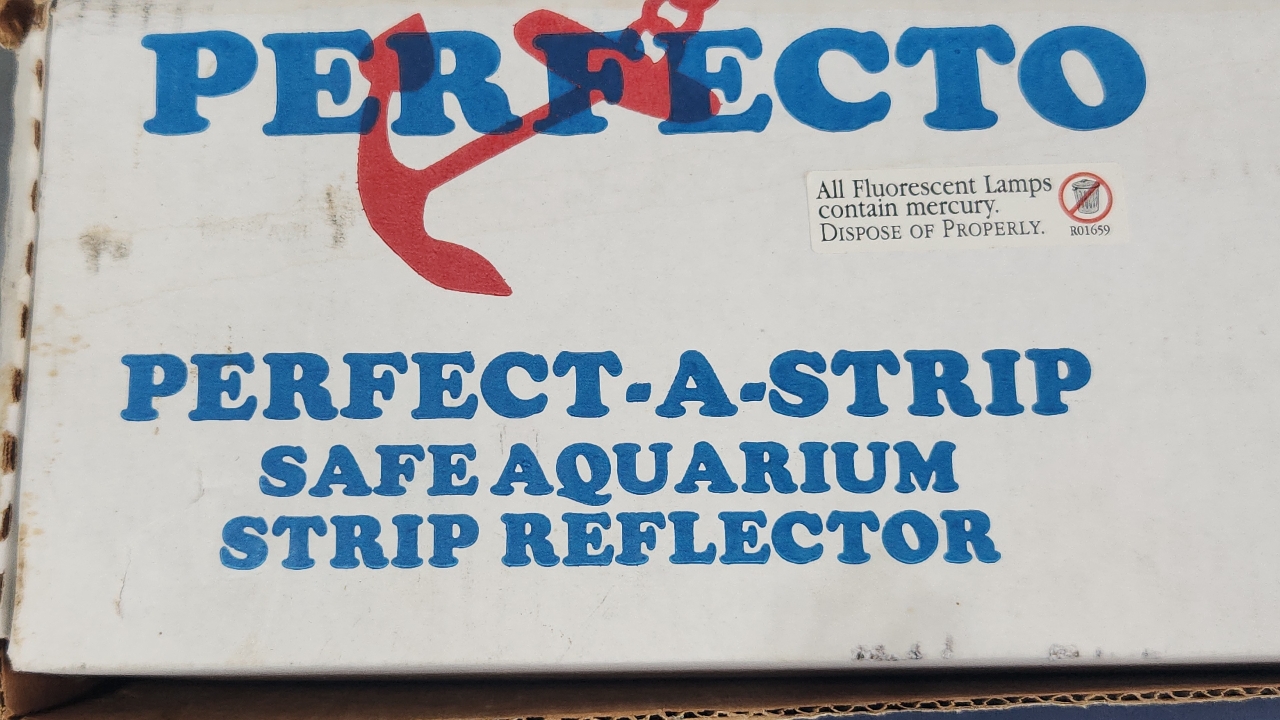 PERFECTO
All Fluorescent Lamps
contain mercury.
DISPOSE OF PROPERLY.
R01659
PERFECT-A-STRIP
SAFE AQUARIUM
STRIP REFLECTOR